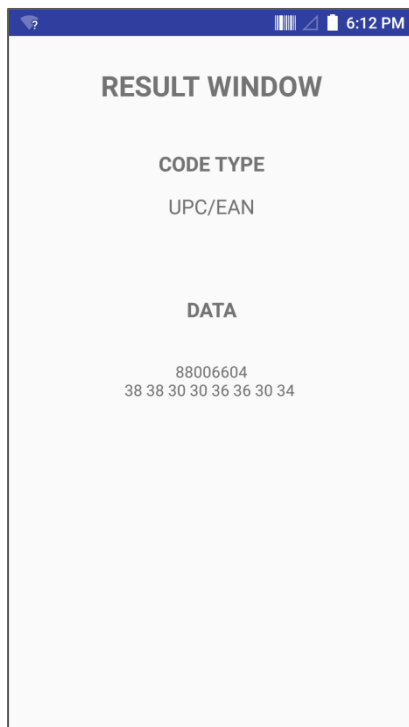 6:12 PM
RESULT WINDOW
CODE TYPE
UPC/EAN
DATA
88006604
38 38 30 30 36 36 30 34